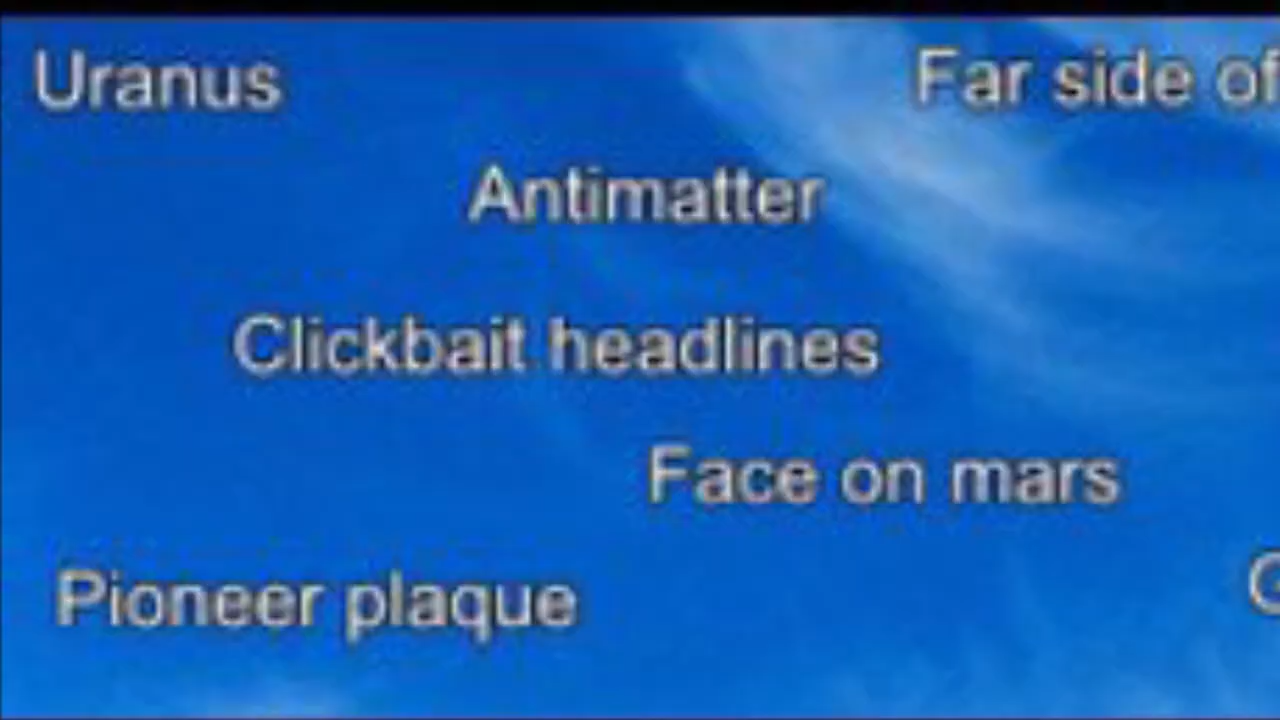 Uranus
Far side of
Antimatter
Clickbait headlines
Face on mars
Pioneer plaque